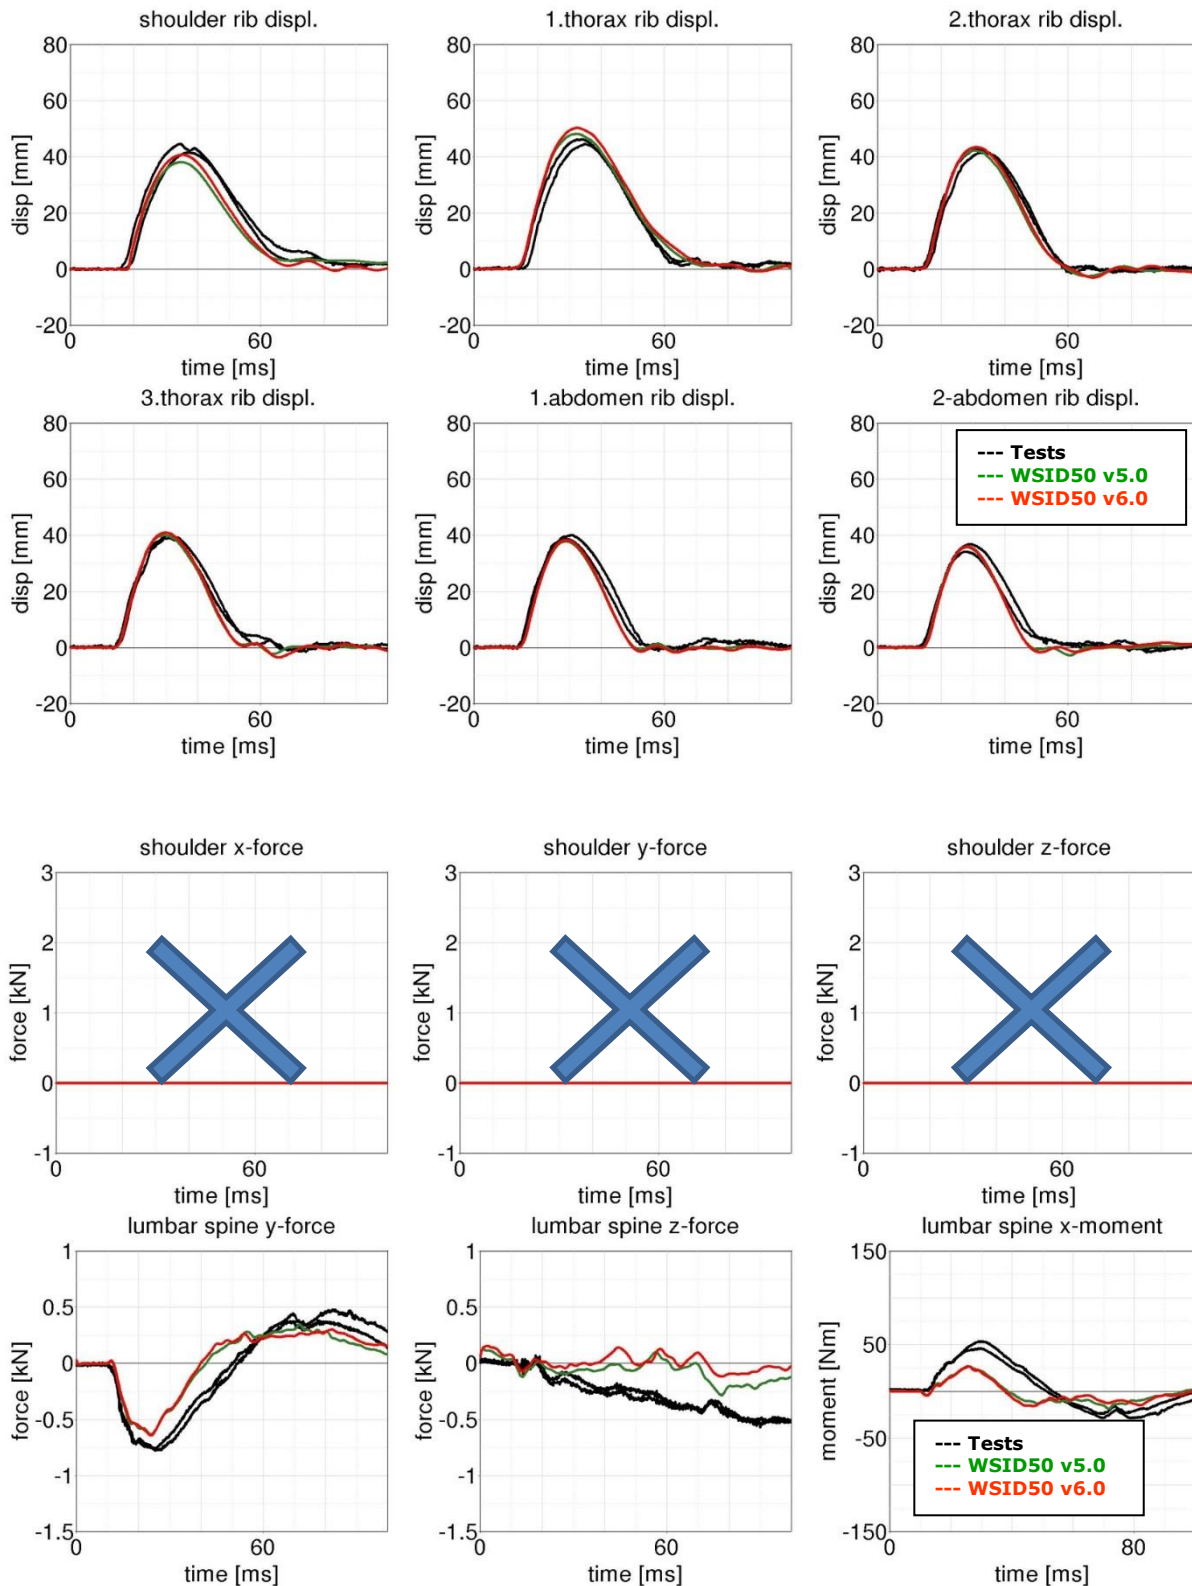 shoulder rib displ.
1.thorax rib displ.
2.thorax rib displ.
80
60
40
20
0
-20
disp [mm]
0
60
time [ms]
80
60
40
20
0
-20
disp [mm]
0
60
time [ms]
80
60
40
20
0
-20
disp [mm]
0
60
time [ms]
3.thorax rib displ.
1.abdomen rib displ.
2-abdomen rib displ.
80
60
40
20
0
-20
disp [mm]
0
60
time [ms]
80
60
40
20
0
-20
disp [mm]
0
60
time [ms]
80
60
40
20
0
-20
disp [mm]
0
60
time [ms]
--- Tests
--- WSID50 v5.0
--- WSID50 v6.0
shoulder x-force
shoulder y-force
shoulder z-force
3
2
1
0
-1
force [kN]
0
60
time [ms]
3
2
1
0
-1
force [kN]
0
60
time [ms]
3
2
1
0
-1
force [kN]
0
60
time [ms]
lumbar spine y-force
lumbar spine z-force
lumbar spine x-moment
1
0.5
0
-0.5
-1
-1.5
force [kN]
0
60
time [ms]
1
0.5
0
-0.5
-1
-1.5
force [kN]
0
60
time [ms]
150
50
-50
-150
moment [Nm]
0
80
time [ms]
--- Tests
--- WSID50 v5.0
--- WSID50 v6.0